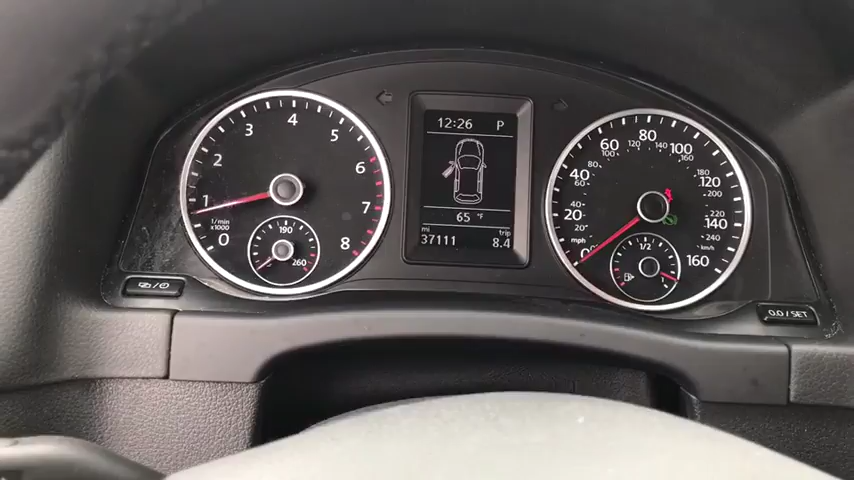 12:26 P
65 °F
mi trip
37111 8.4
0 1 2 3 4 5 6 7 8
1/min
x1000
190
260
0 20 40 60 80 100 120 140 160
mph
20 60 80 100 120 140 160 180 200 220 240
km/h
1/2
1
0.0 / SET